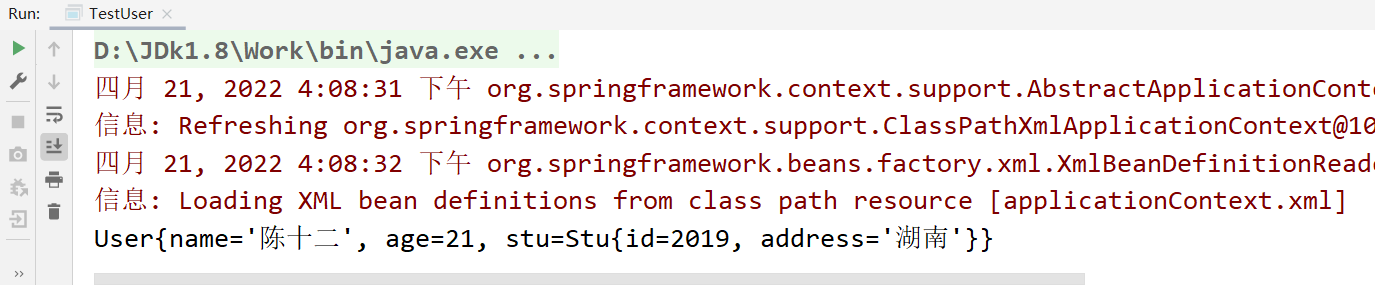 Run: TestUser
D:\JDk1.8\Work\bin\java.exe ...
四月 21, 2022 4:08:31 下午 org.springframework.context.support.AbstractApplicationConte
信息: Refreshing org.springframework.context.support.ClassPathXmlApplicationContext@10
四月 21, 2022 4:08:32 下午 org.springframework.beans.factory.xml.XmlBeanDefinitionReade
信息: Loading XML bean definitions from class path resource [applicationContext.xml]
User{name='陈十二', age=21, stu=Stu{id=2019, address='湖南'}}